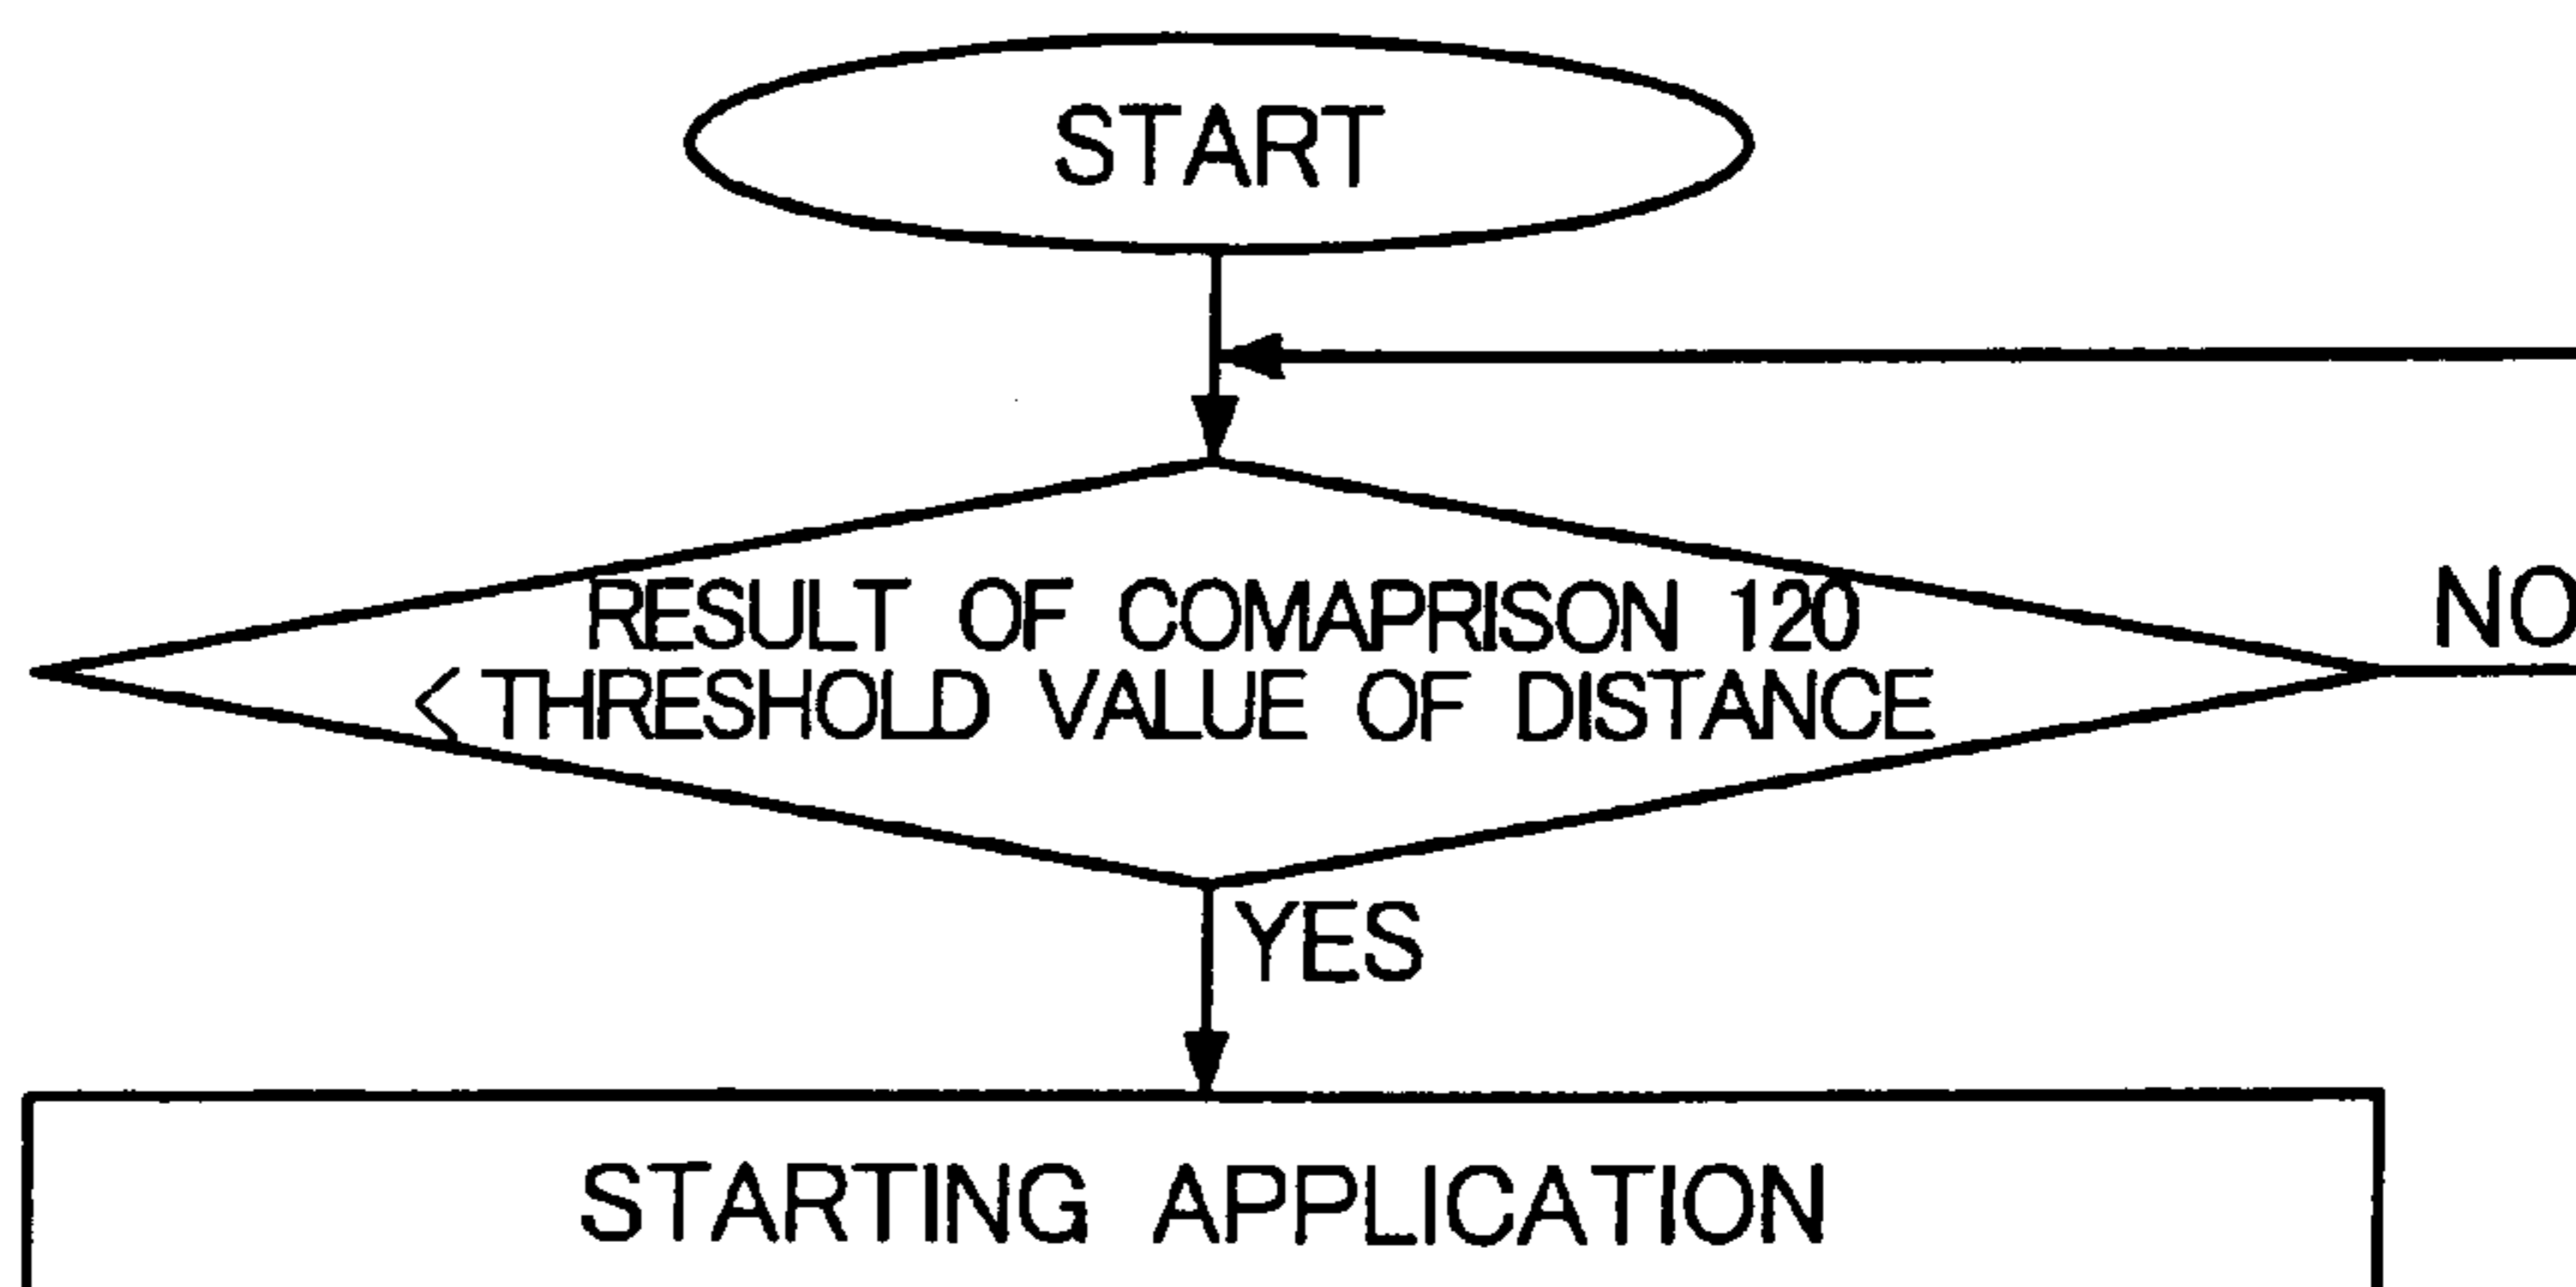 START
RESULT OF COMAPRISON 120
< THRESHOLD VALUE OF DISTANCE
NO
YES
STARTING APPLICATION